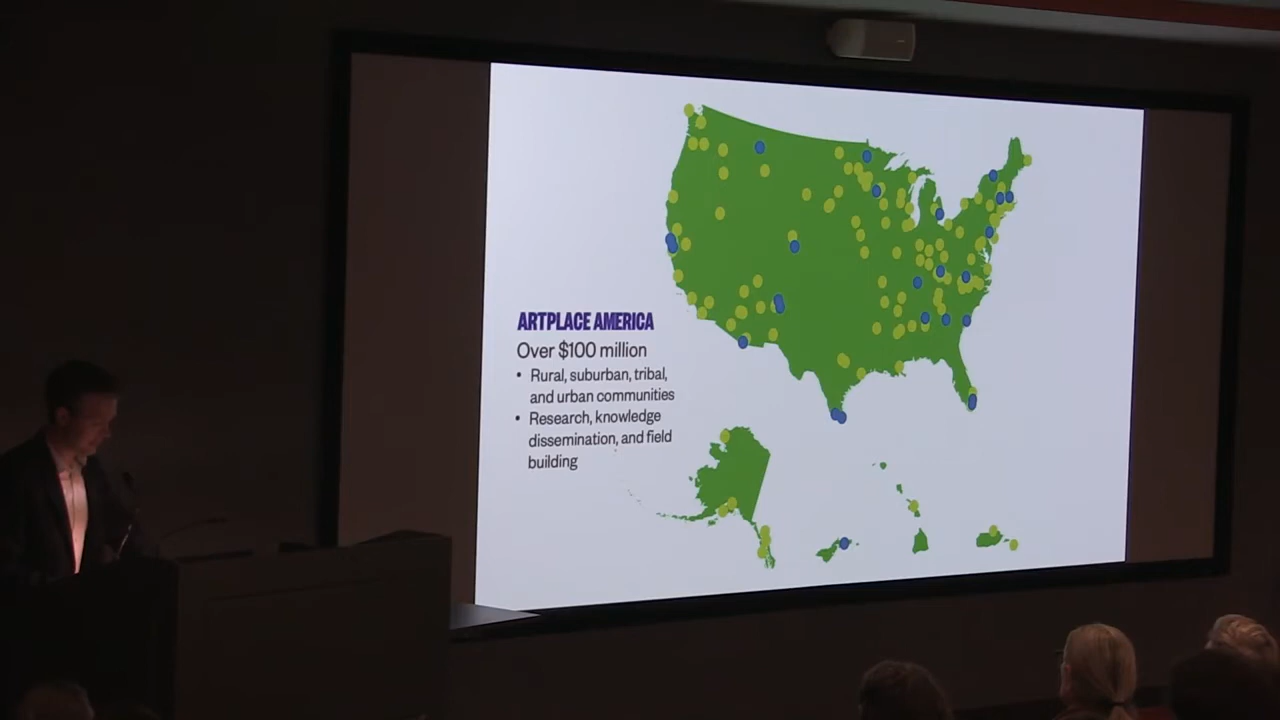 ARTPLACE AMERICA
Over $100 million
• Rural, suburban, tribal,
and urban communities
• Research, knowledge
dissemination, and field
building